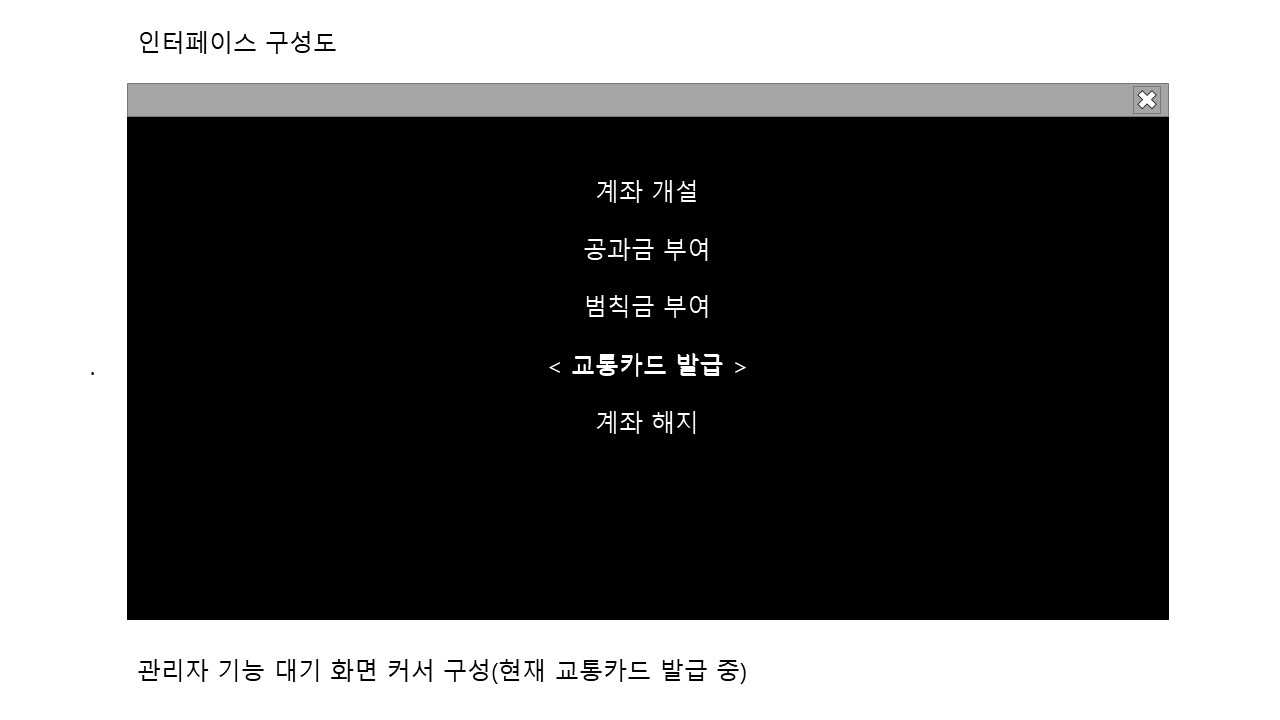 인터페이스 구성도
계좌 개설
공과금 부여
범칙금 부여
.
< 교통카드 발급 >
계좌 해지
관리자 기능 대기 화면 커서 구성(현재 교통카드 발급 중)